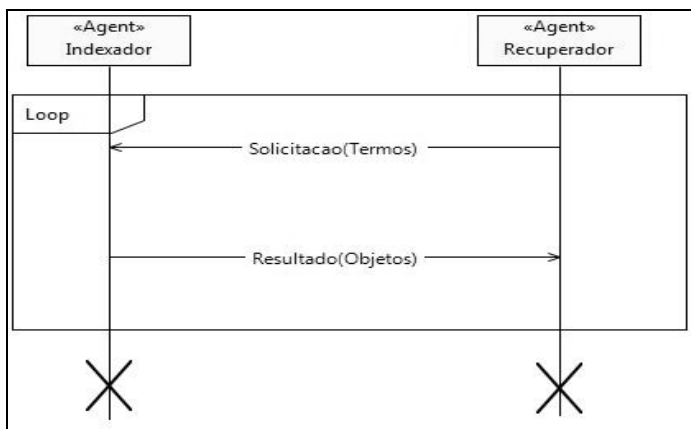 «Agent»
Indexador
«Agent»
Recuperador
Loop
Solicitacao(Termos)
Resultado(Objetos)